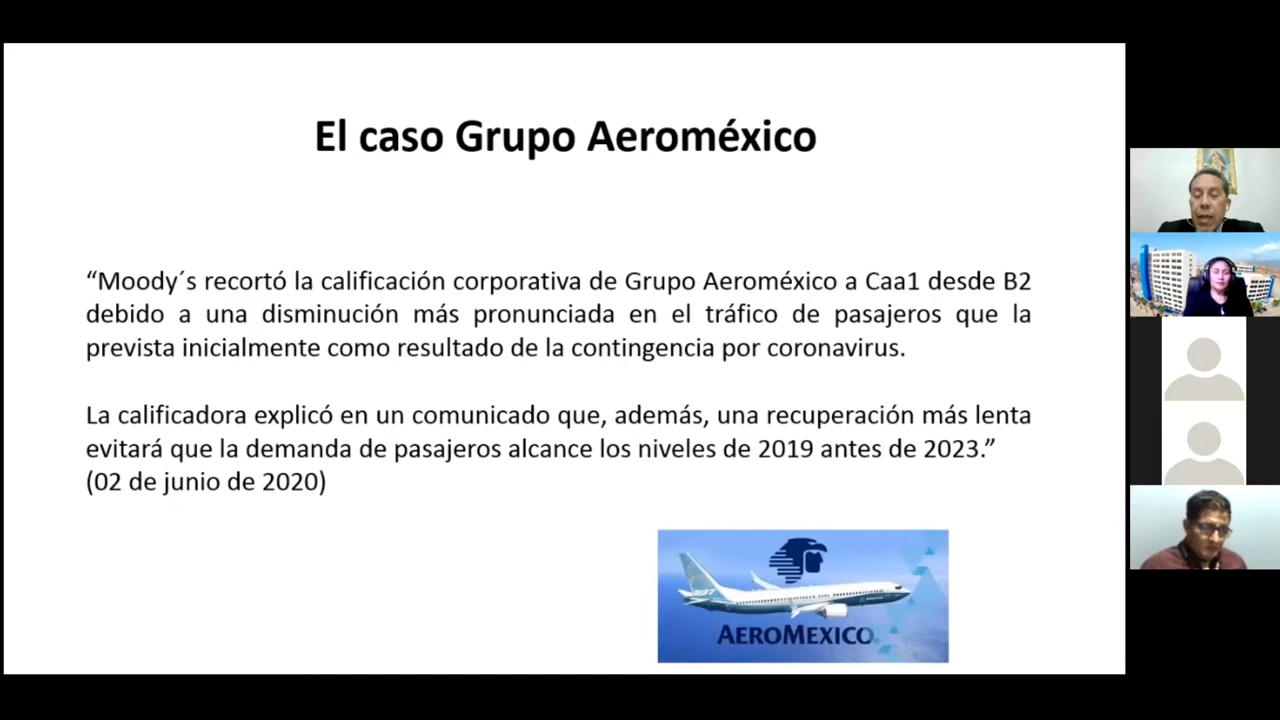 El caso Grupo Aeroméxico
“Moody´s recortó la calificación corporativa de Grupo Aeroméxico a Caa1 desde B2
debido a una disminución más pronunciada en el tráfico de pasajeros que la
prevista inicialmente como resultado de la contingencia por coronavirus.
La calificadora explicó en un comunicado que, además, una recuperación más lenta
evitará que la demanda de pasajeros alcance los niveles de 2019 antes de 2023.”
(02 de junio de 2020)
AEROMEXICO